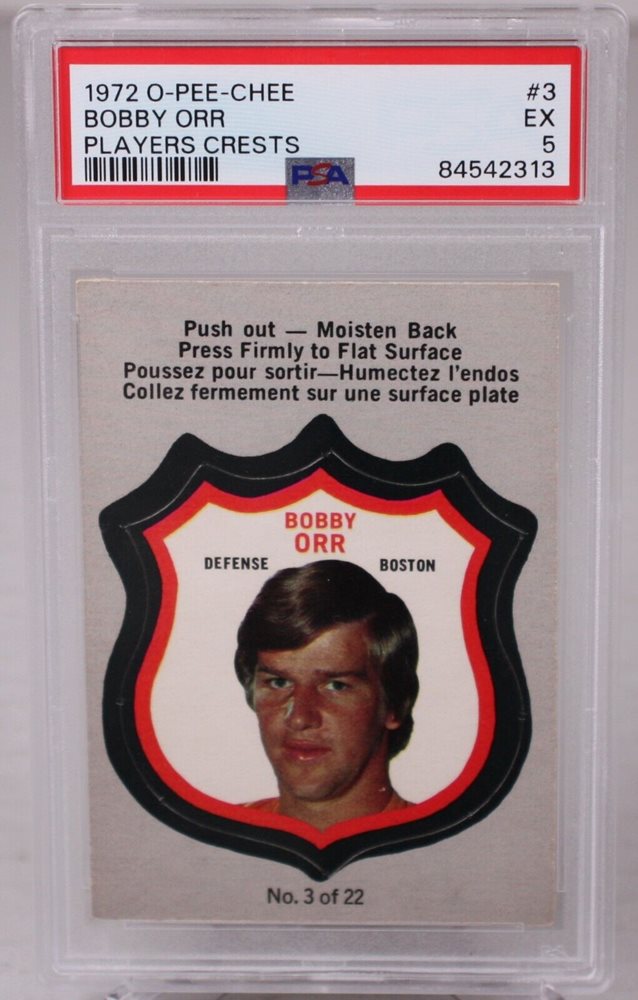 1972 O-PEE-CHEE #3
BOBBY ORR EX
PLAYERS CRESTS 5
PSA 84542313
Push out — Moisten Back
Press Firmly to Flat Surface
Poussez pour sortir—Humectez l'endos
Collez fermement sur une surface plate
BOBBY
ORR
DEFENSE BOSTON
No. 3 of 22